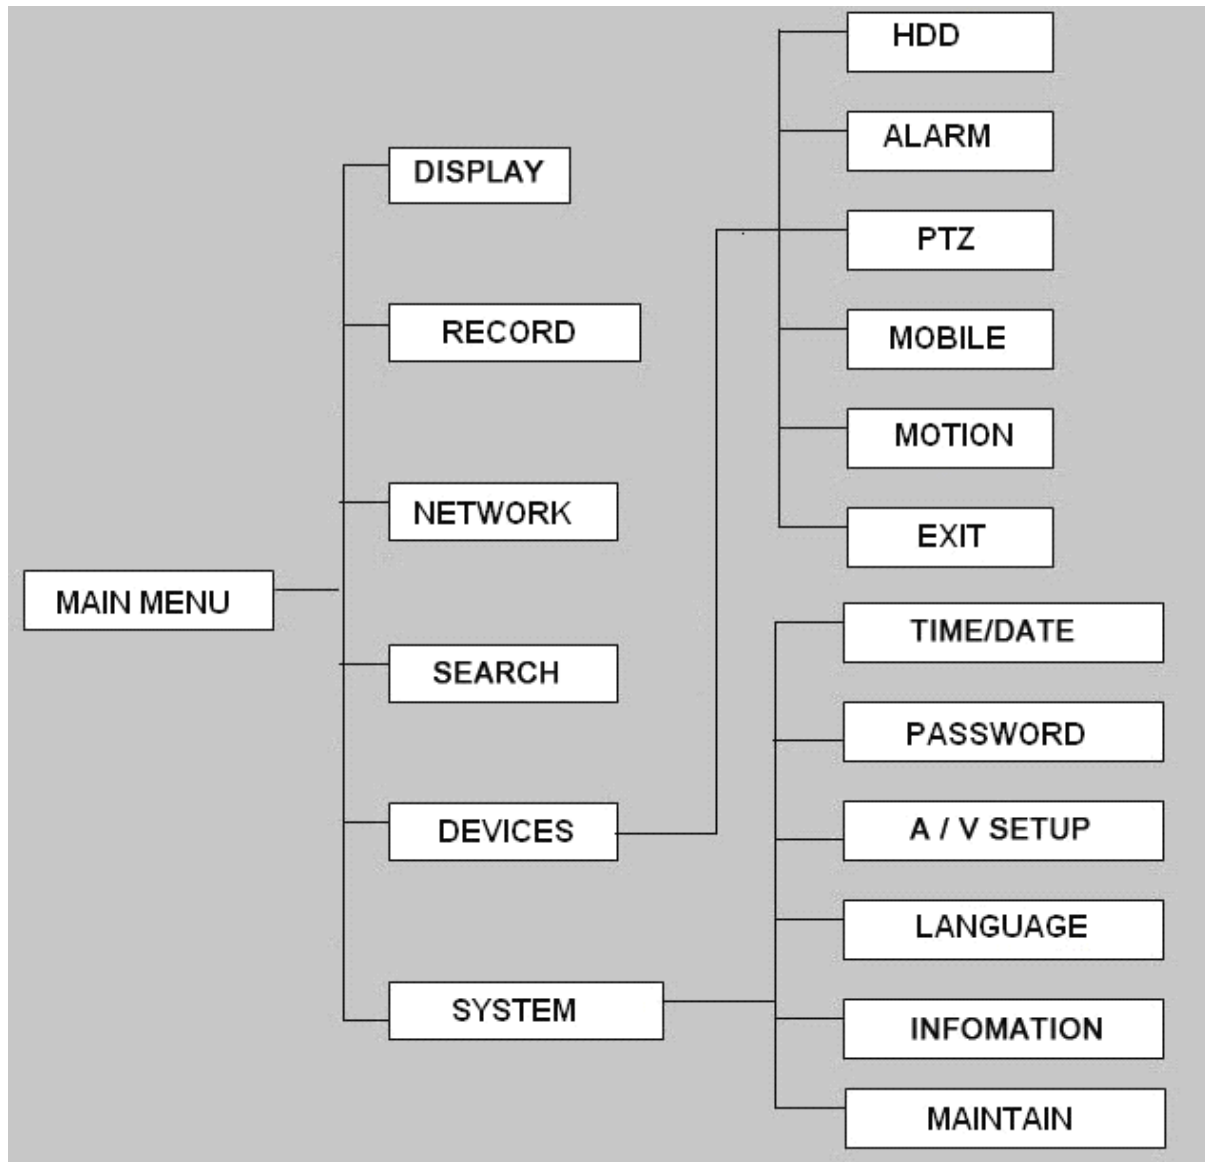 MAIN MENU
DISPLAY
RECORD
NETWORK
SEARCH
DEVICES
SYSTEM
HDD
ALARM
PTZ
MOBILE
MOTION
EXIT
TIME/DATE
PASSWORD
A / V SETUP
LANGUAGE
INFOMATION
MAINTAIN